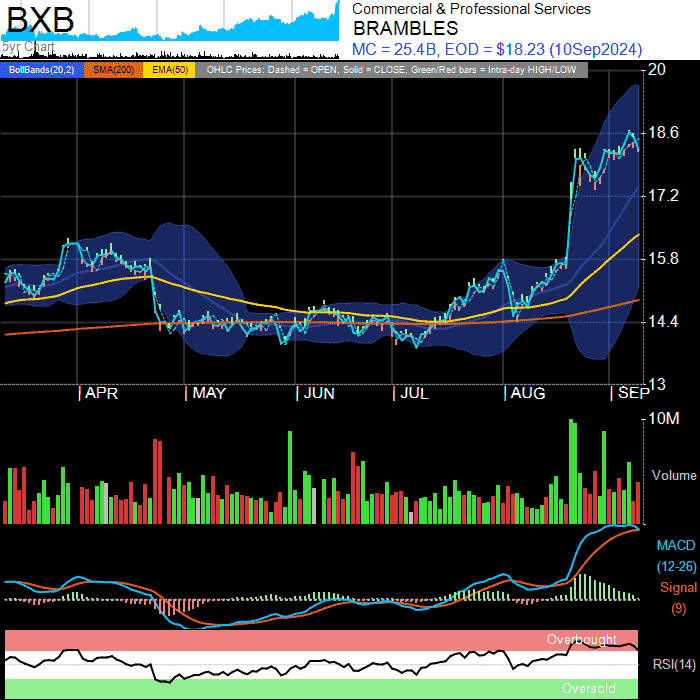 BXB
5yr Chart
Commercial & Professional Services
BRAMBLES
MC = 25.4B, EOD = $18.23 (10Sep2024)
BollBands(20,2) SMA(200) EMA(50) OHLC Prices: Dashed = OPEN, Solid = CLOSE, Green/Red bars = Intra-day HIGH/LOW
20
18.6
17.2
15.8
14.4
13
APR MAY JUN JUL AUG SEP
10M
Volume
MACD
(12-26)
Signal
(9)
Overbought
RSI(14)
Oversold